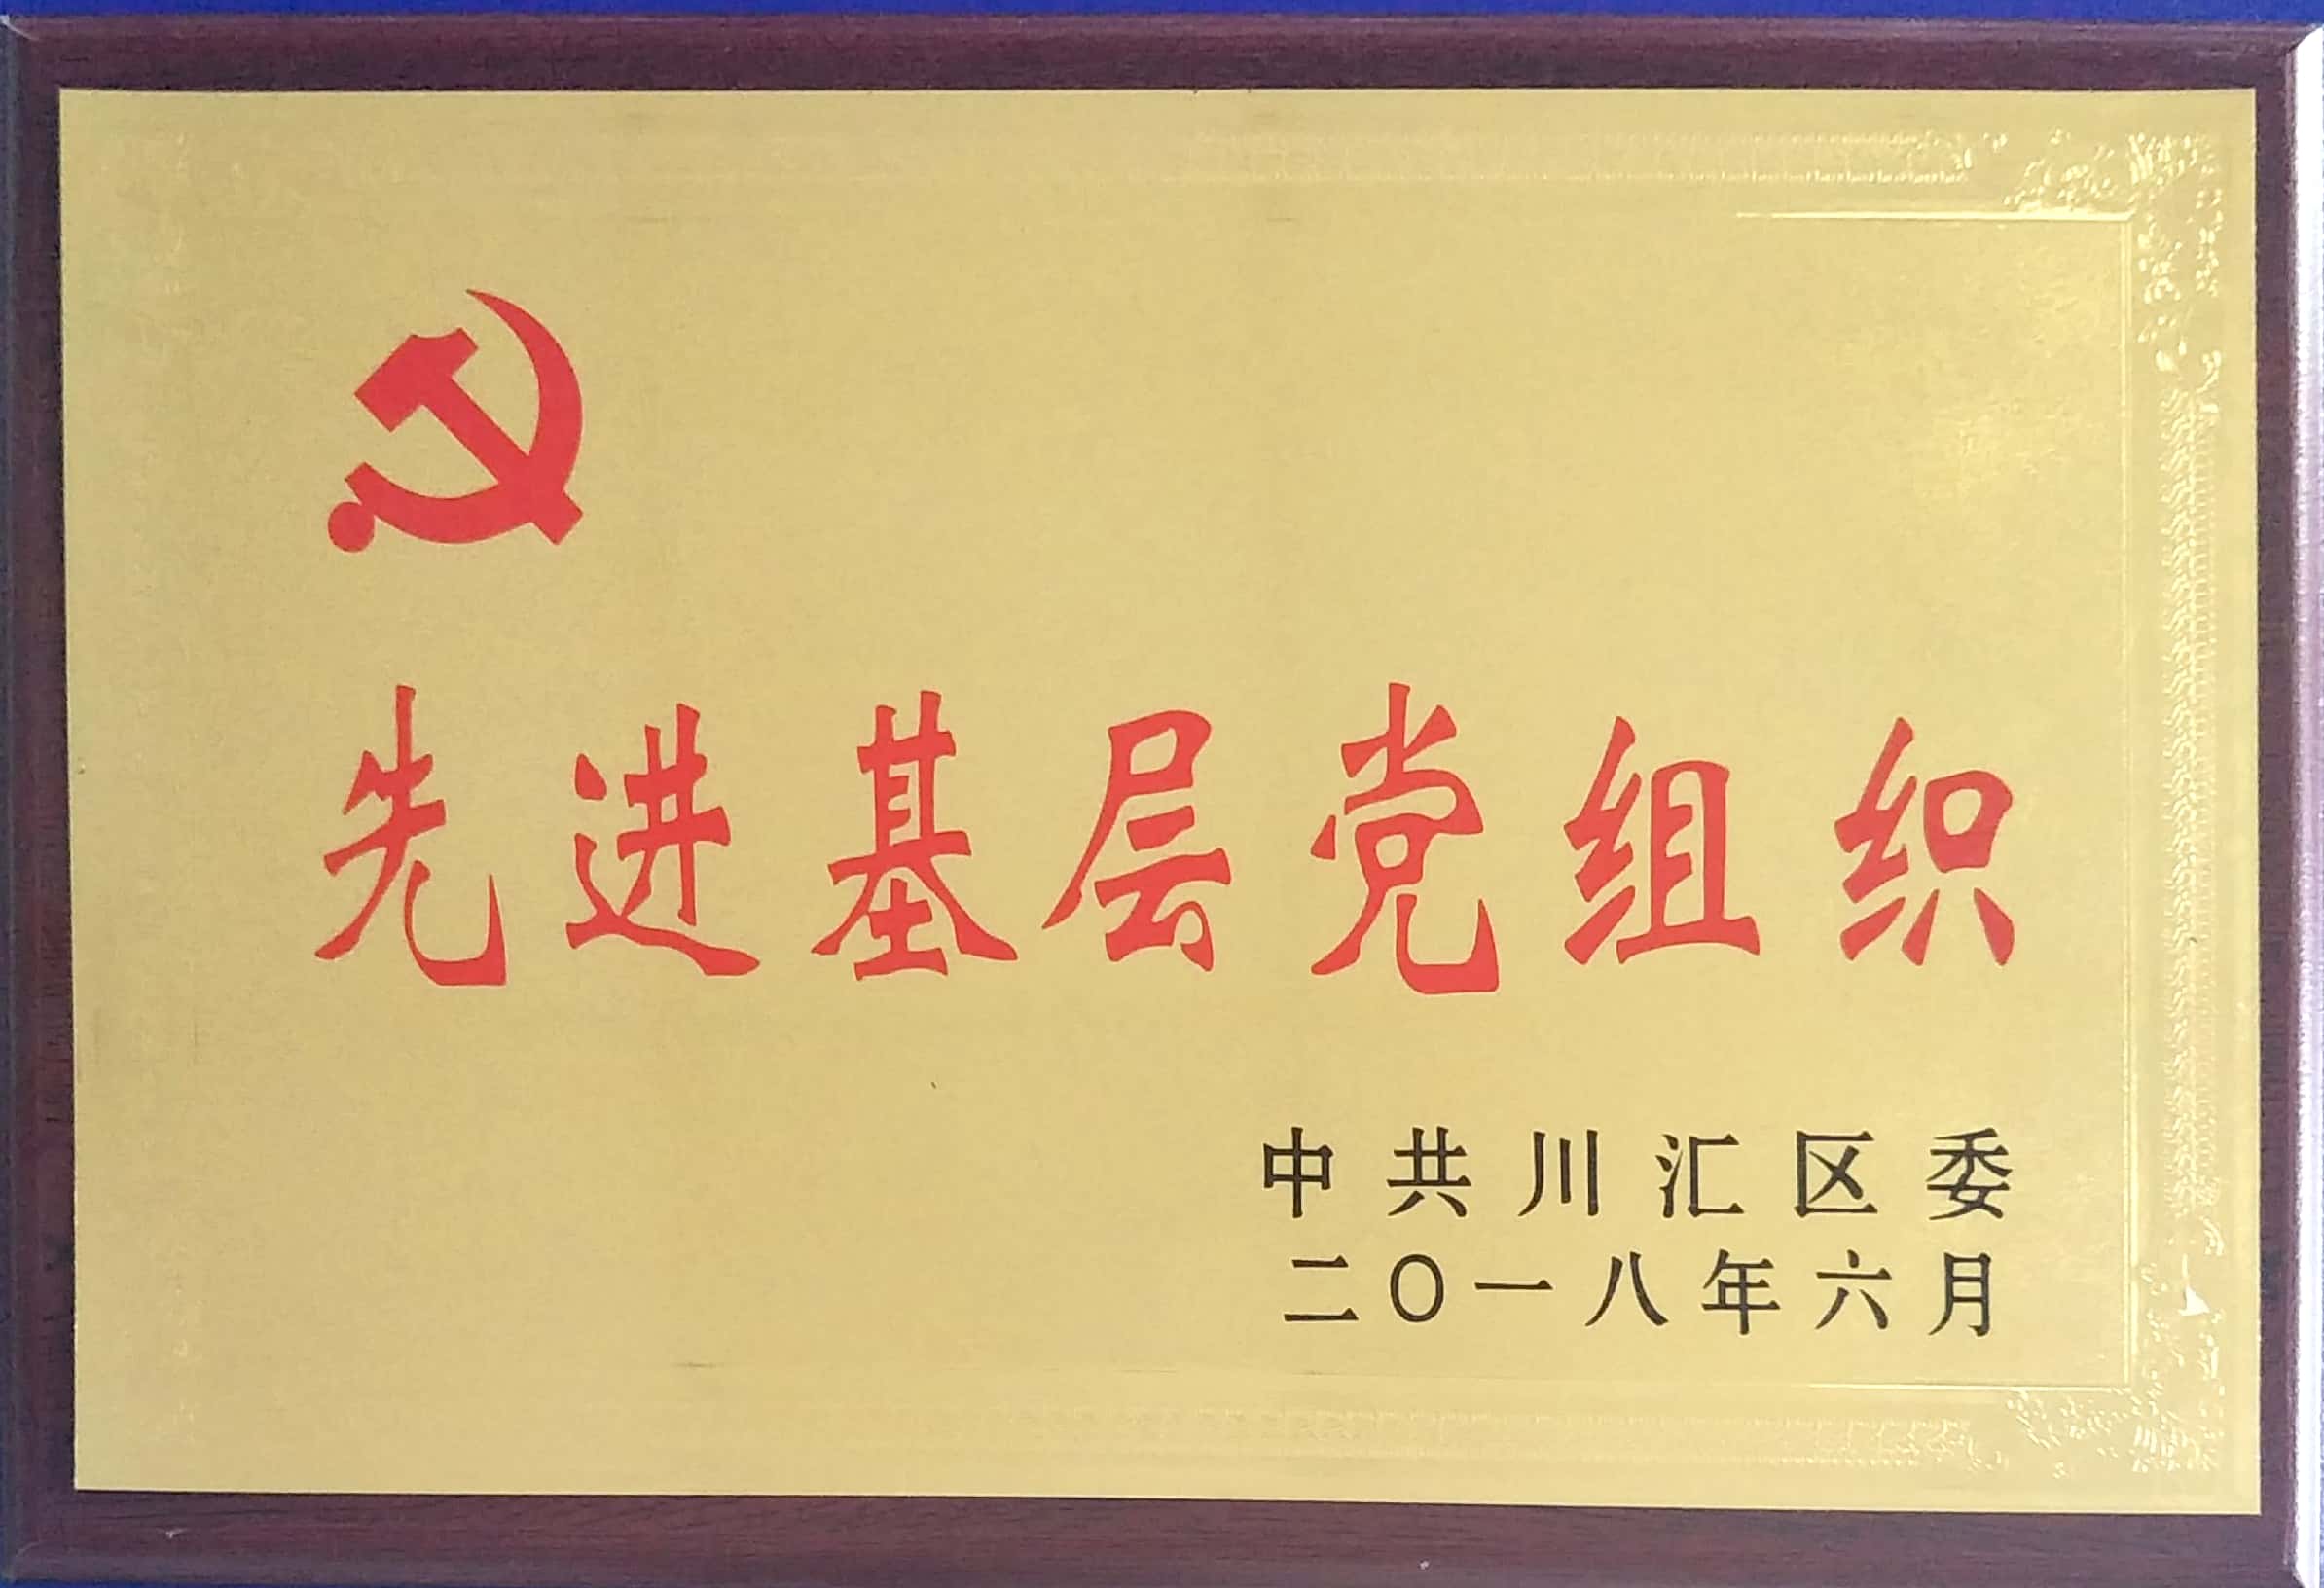 先进基层党组织
中共川汇区委
二〇一八年六月